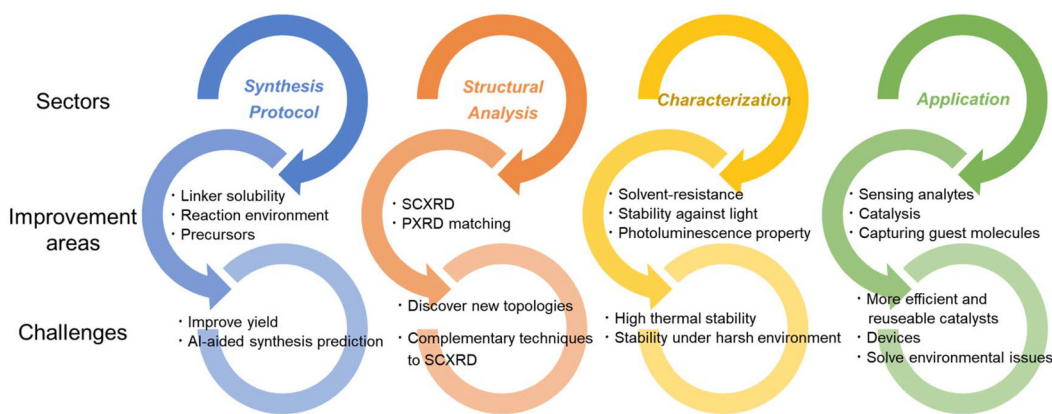 Sectors
Synthesis
Protocol
Structural
Analysis
Characterization
Application
Improvement
areas
・Linker solubility
・Reaction environment
・Precursors
・SCXRD
・PXRD matching
・Solvent-resistance
・Stability against light
・Photoluminescence property
・Sensing analytes
・Catalysis
・Capturing guest molecules
Challenges
・Improve yield
・AI-aided synthesis prediction
・Discover new topologies
・Complementary techniques
to SCXRD
・High thermal stability
・Stability under harsh environment
・More efficient and
reuseable catalysts
・Devices
・Solve environmental issues